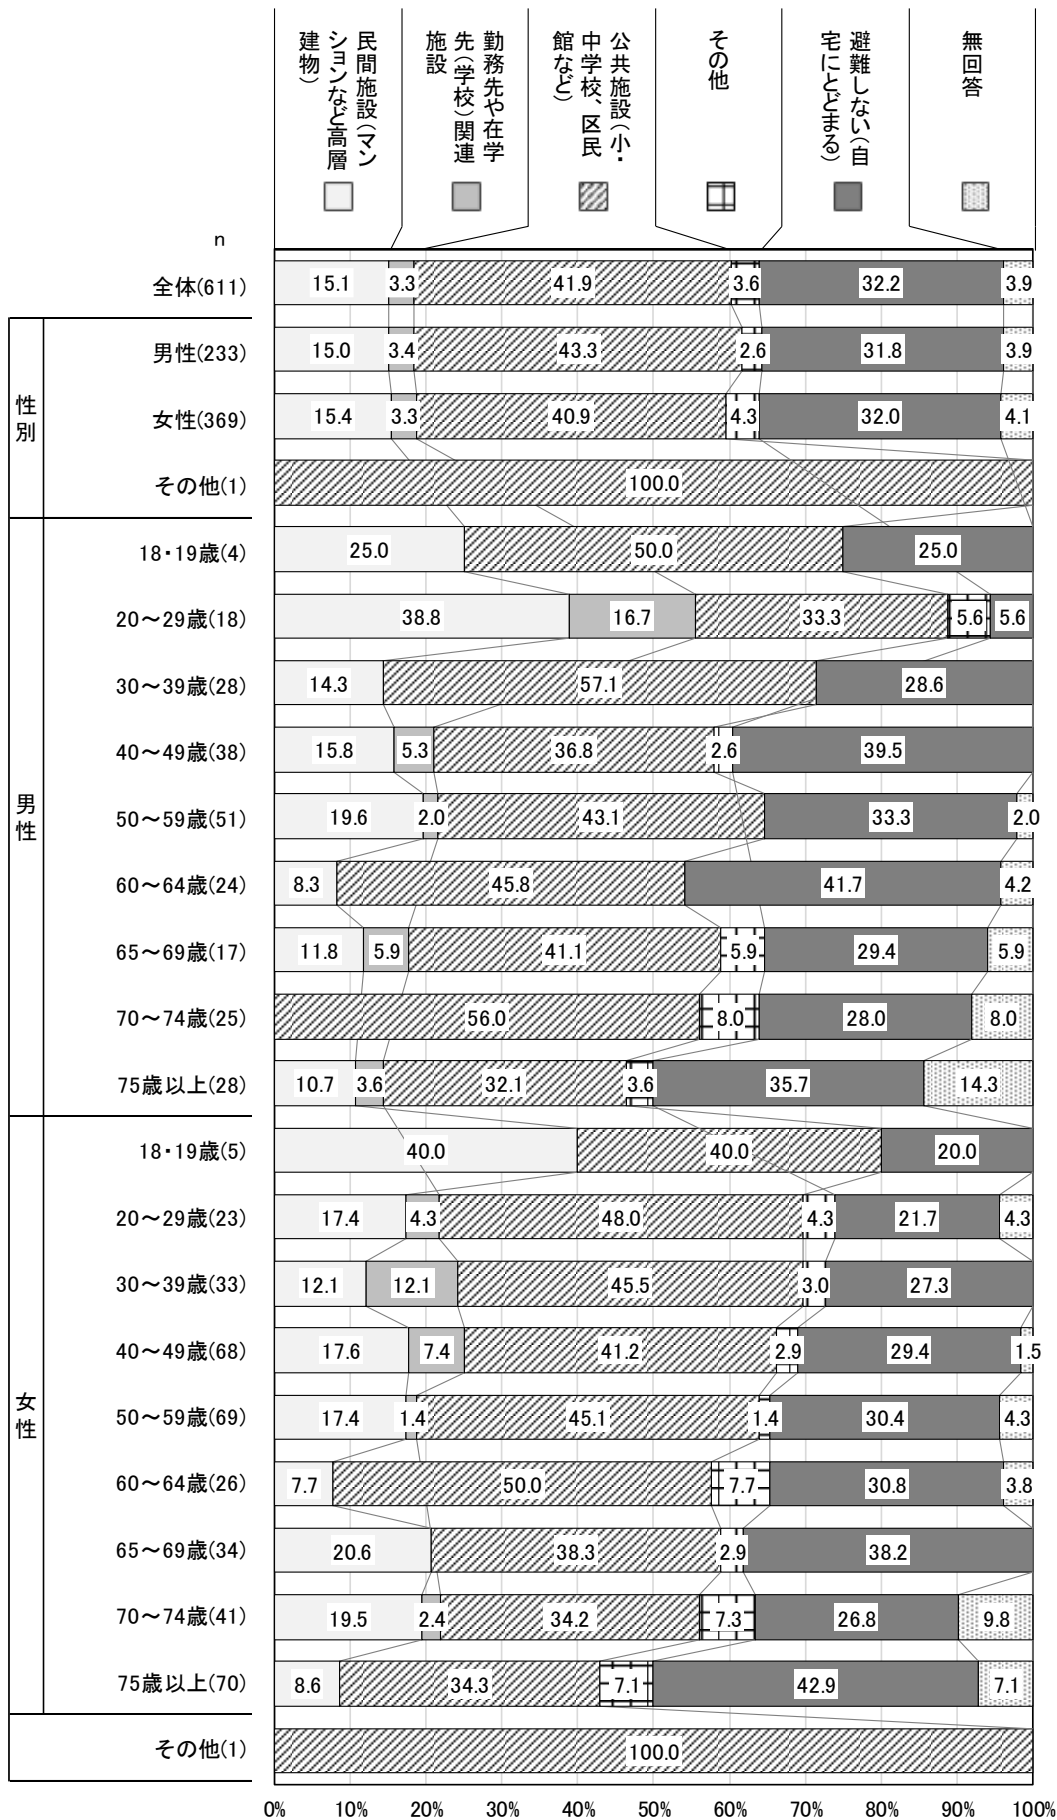 民間施設（マン
ションなど高層
建物）
勤務先や在学
先（学校）関連
施設
公共施設（小・
中学校、区民
館など）
その他
避難しない（自
宅にとどまる）
無回答
n
全体(611) 15.1 3.3 41.9 3.6 32.2 3.9
性別
男性(233) 15.0 3.4 43.3 2.6 31.8 3.9
女性(369) 15.4 3.3 40.9 4.3 32.0 4.1
その他(1) 100.0
男性
18・19歳(4) 25.0 50.0 25.0
20～29歳(18) 38.8 16.7 33.3 5.6 5.6
30～39歳(28) 14.3 57.1 28.6
40～49歳(38) 15.8 5.3 36.8 2.6 39.5
50～59歳(51) 19.6 2.0 43.1 33.3 2.0
60～64歳(24) 8.3 45.8 41.7 4.2
65～69歳(17) 11.8 5.9 41.1 5.9 29.4 5.9
70～74歳(25) 56.0 8.0 28.0 8.0
75歳以上(28) 10.7 3.6 32.1 3.6 35.7 14.3
女性
18・19歳(5) 40.0 40.0 20.0
20～29歳(23) 17.4 4.3 48.0 4.3 21.7 4.3
30～39歳(33) 12.1 12.1 45.5 3.0 27.3
40～49歳(68) 17.6 7.4 41.2 2.9 29.4 1.5
50～59歳(69) 17.4 1.4 45.1 1.4 30.4 4.3
60～64歳(26) 7.7 50.0 7.7 30.8 3.8
65～69歳(34) 20.6 38.3 2.9 38.2
70～74歳(41) 19.5 2.4 34.2 7.3 26.8 9.8
75歳以上(70) 8.6 34.3 7.1 42.9 7.1
その他(1) 100.0
0% 10% 20% 30% 40% 50% 60% 70% 80% 90% 100%